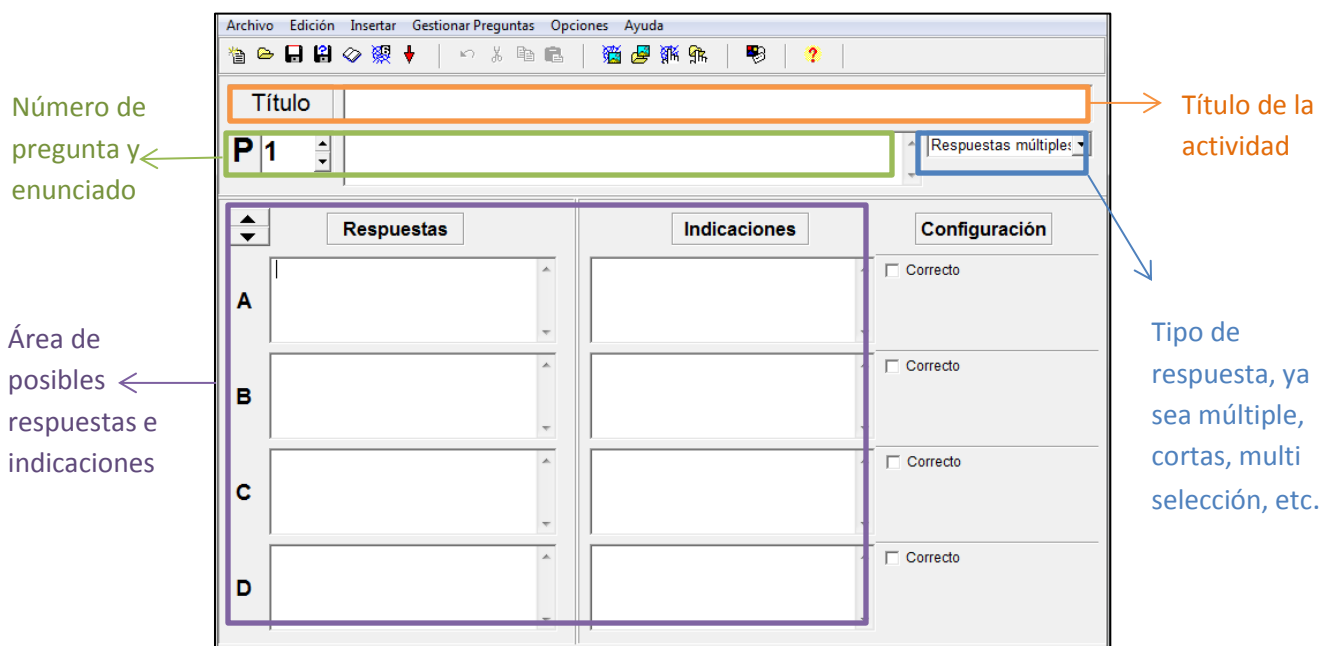 Archivo Edición Insertar Gestionar Preguntas Opciones Ayuda
Título
P 1
Respuestas múltiples
Respuestas Indicaciones Configuración
A
Correcto
B
Correcto
C
Correcto
D
Correcto
Número de
pregunta y
enunciado
Área de
posibles
respuestas e
indicaciones
Título de la
actividad
Tipo de
respuesta, ya
sea múltiple,
cortas, multi
selección, etc.